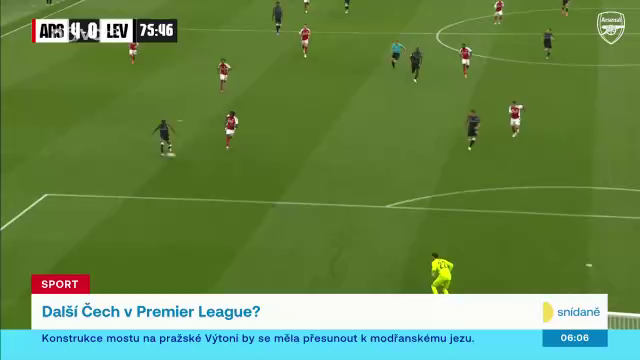 4 0
LEV
75:46
Arsenal
SPORT
Další Čech v Premier League?
snídaně
Konstrukce mostu na pražské Výtoni by se měla přesunout k modřanskému jezu.
06:06